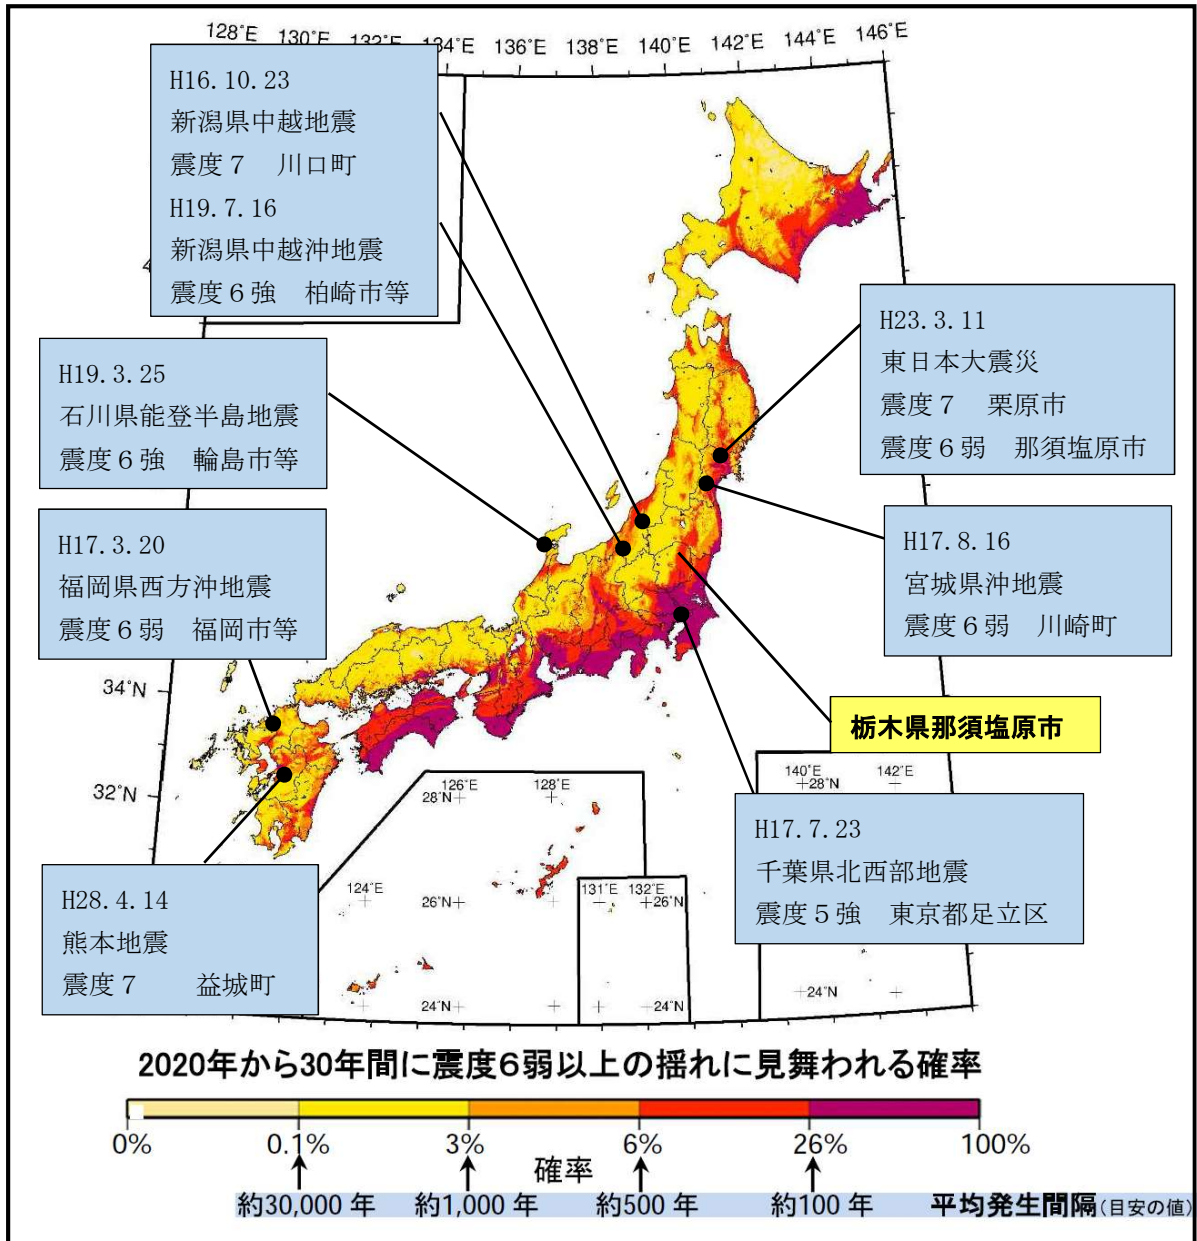 128°E 130°E 132°E 134°E 136°E 138°E 140°E 142°E 144°E 146°E
H16.10.23
新潟県中越地震
震度７　川口町
H19.7.16
新潟県中越沖地震
震度６強　柏崎市等
H19.3.25
石川県能登半島地震
震度６強　輪島市等
H23.3.11
東日本大震災
震度７　栗原市
震度６弱　那須塩原市
H17.3.20
福岡県西方沖地震
震度６弱　福岡市等
H17.8.16
宮城県沖地震
震度６弱　川崎町
34°N
栃木県那須塩原市
32°N
H17.7.23
千葉県北西部地震
震度５強　東京都足立区
H28.4.14
熊本地震
震度７　　益城町
126°E 128°E
28°N
124°E
26°N
24°N
131°E 132°E
26°N
24°N
140°E 142°E
28°N
24°N
2020年から30年間に震度６弱以上の揺れに見舞われる確率
0% 0.1% 3% 6% 26% 100%
確率
約30,000 年 約1,000 年 約500 年 約100 年 平均発生間隔(目安の値)